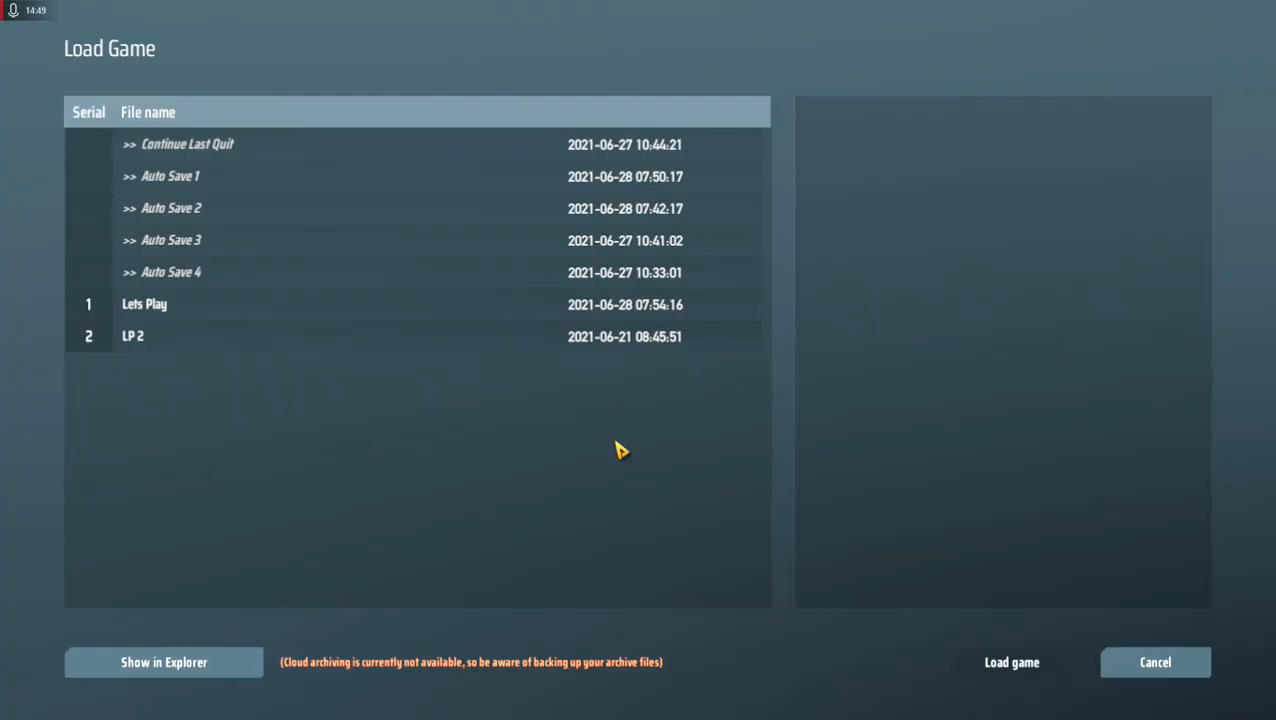 14:49
Load Game
Serial File name
>> Continue Last Quit 2021-06-27 10:44:21
>> Auto Save 1 2021-06-28 07:50:17
>> Auto Save 2 2021-06-28 07:42:17
>> Auto Save 3 2021-06-27 10:41:02
>> Auto Save 4 2021-06-27 10:33:01
1 Lets Play 2021-06-28 07:54:16
2 LP 2 2021-06-21 08:45:51
Show in Explorer (Cloud archiving is currently not available, so be aware of backing up your archive files) Load game Cancel